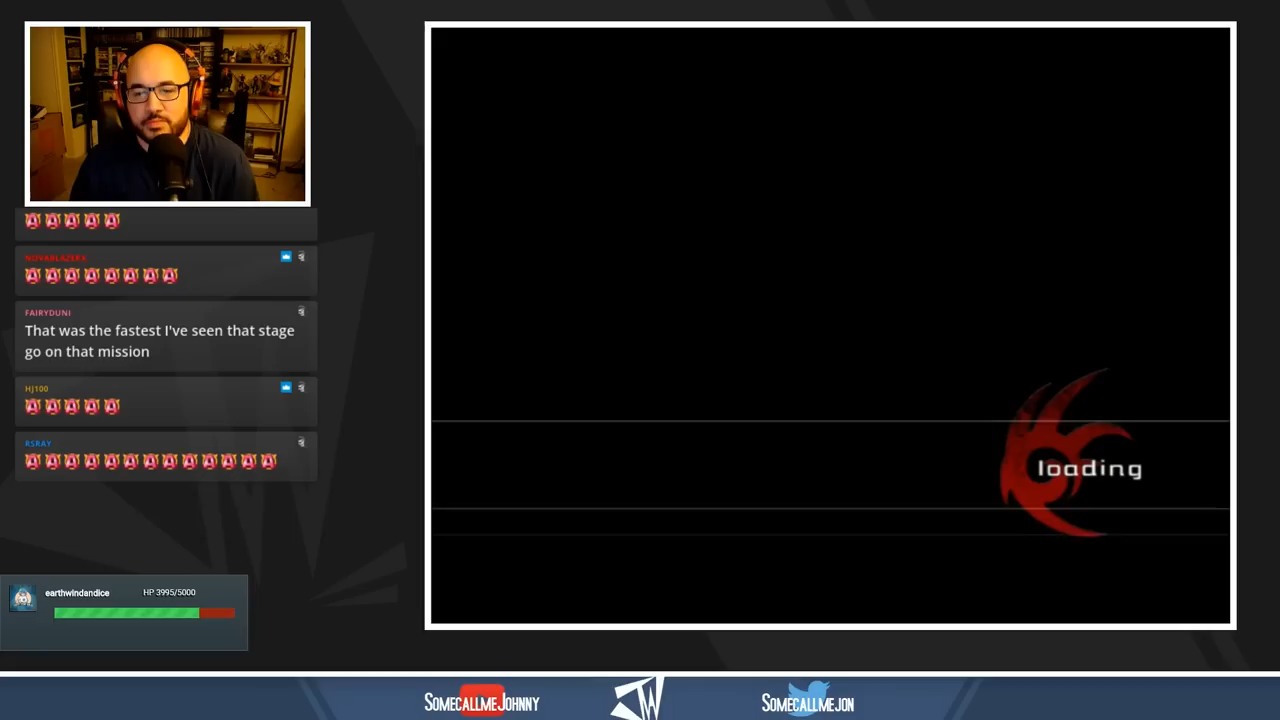 NOVABLAZERX
FAIRYDUNI
That was the fastest I've seen that stage
go on that mission
HJ100
RSRAY
loading
earthwindandice HP 3995/5000
SOMECALLMEJOHNNY
SOMECALLMEJON